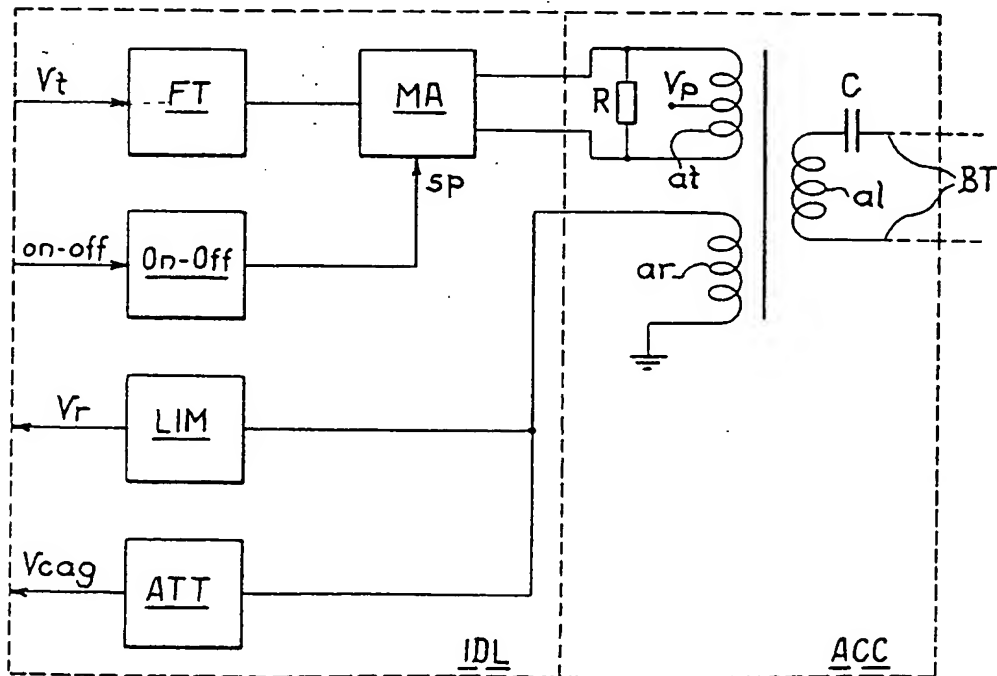 Vt
FT
MA
R
Vp
at
C
al
BT
sp
on-off
On-Off
ar
Vr
LIM
Vcag
ATT
IDL
ACC